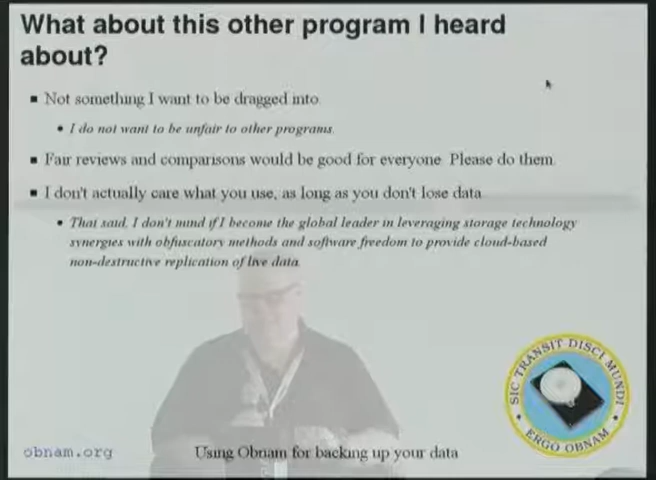 What about this other program I heard
about?
Not something I want to be dragged into.
I do not want to be unfair to other programs.
Fair reviews and comparisons would be good for everyone. Please do them.
I don't actually care what you use, as long as you don't lose data.
That said, I don't mind if I become the global leader in leveraging storage technology
synergies with obfuscatory methods and software freedom to provide cloud-based
non-destructive replication of live data.
SIC TRANSIT DISCI MUNDI
ERGO OBNAM
obnam.org
Using Obnam for backing up your data